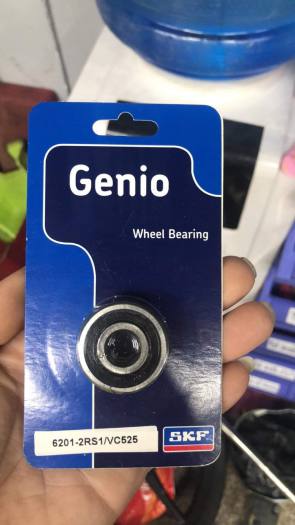 Genio
Wheel Bearing
6201-2RS1/VC525
SKF